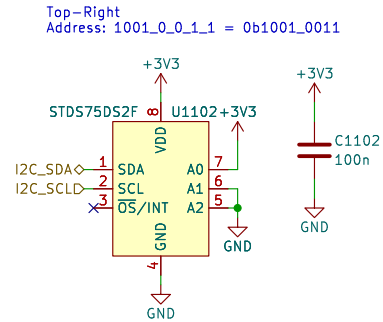 Top-Right
Address: 1001_0_0_1_1 = 0b1001_0011
+3V3
+3V3
STDS75DS2F
U1102
+3V3
8
VDD
C1102
100n
I2C_SDA
1
SDA
A0
7
I2C_SCL
2
SCL
A1
6
3
OS/INT
A2
5
GND
4
GND
GND
GND